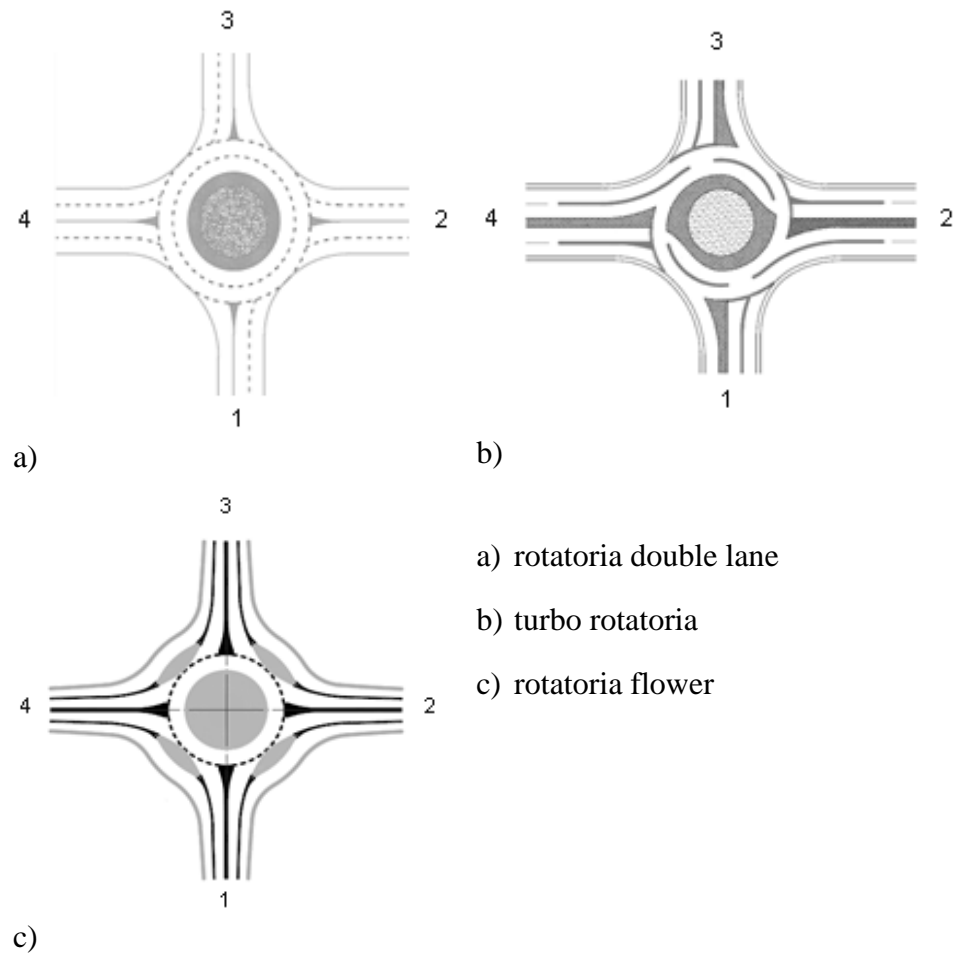 3
4
2
1
a)
3
4
2
1
b)
3
4
2
1
c)
a) rotatoria double lane
b) turbo rotatoria
c) rotatoria flower